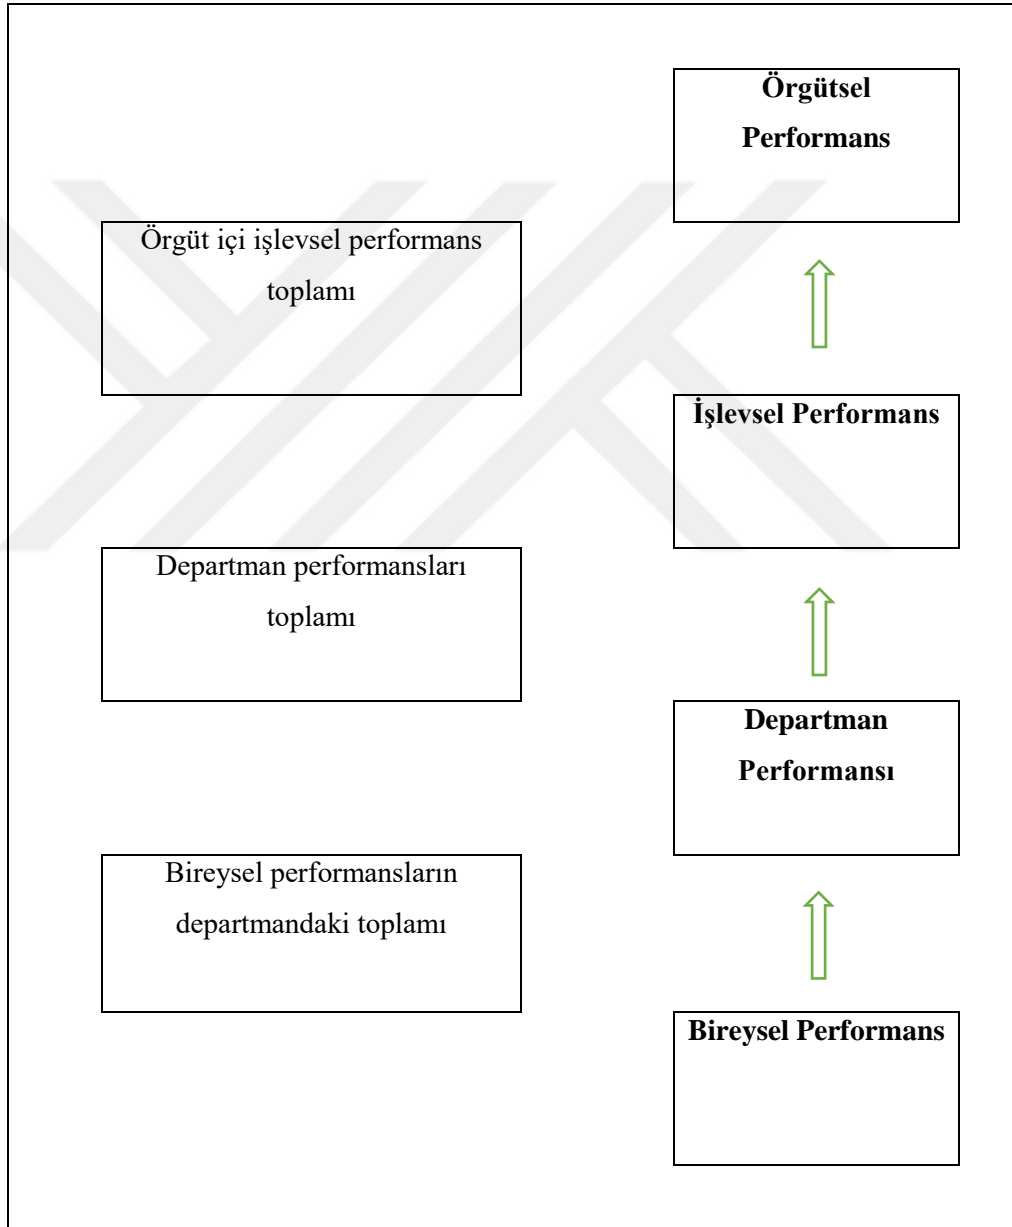 Örgütsel
Performans
Örgüt içi işlevsel performans
toplamı
İşlevsel Performans
Departman performansları
toplamı
Departman
Performansı
Bireysel performansların
departmandaki toplamı
Bireysel Performans